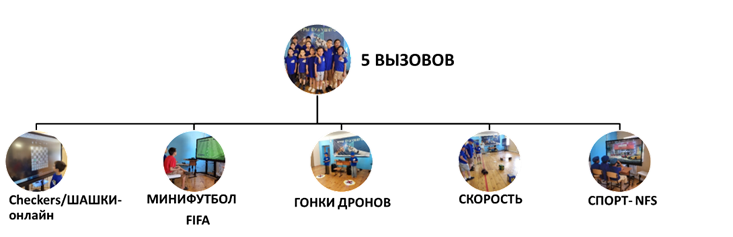 5 ВЫЗОВОВ
Checkers/ШАШКИ-
онлайн
МИНИФУТБОЛ
FIFA
ГОНКИ ДРОНОВ
СКОРОСТЬ
СПОРТ- NFS